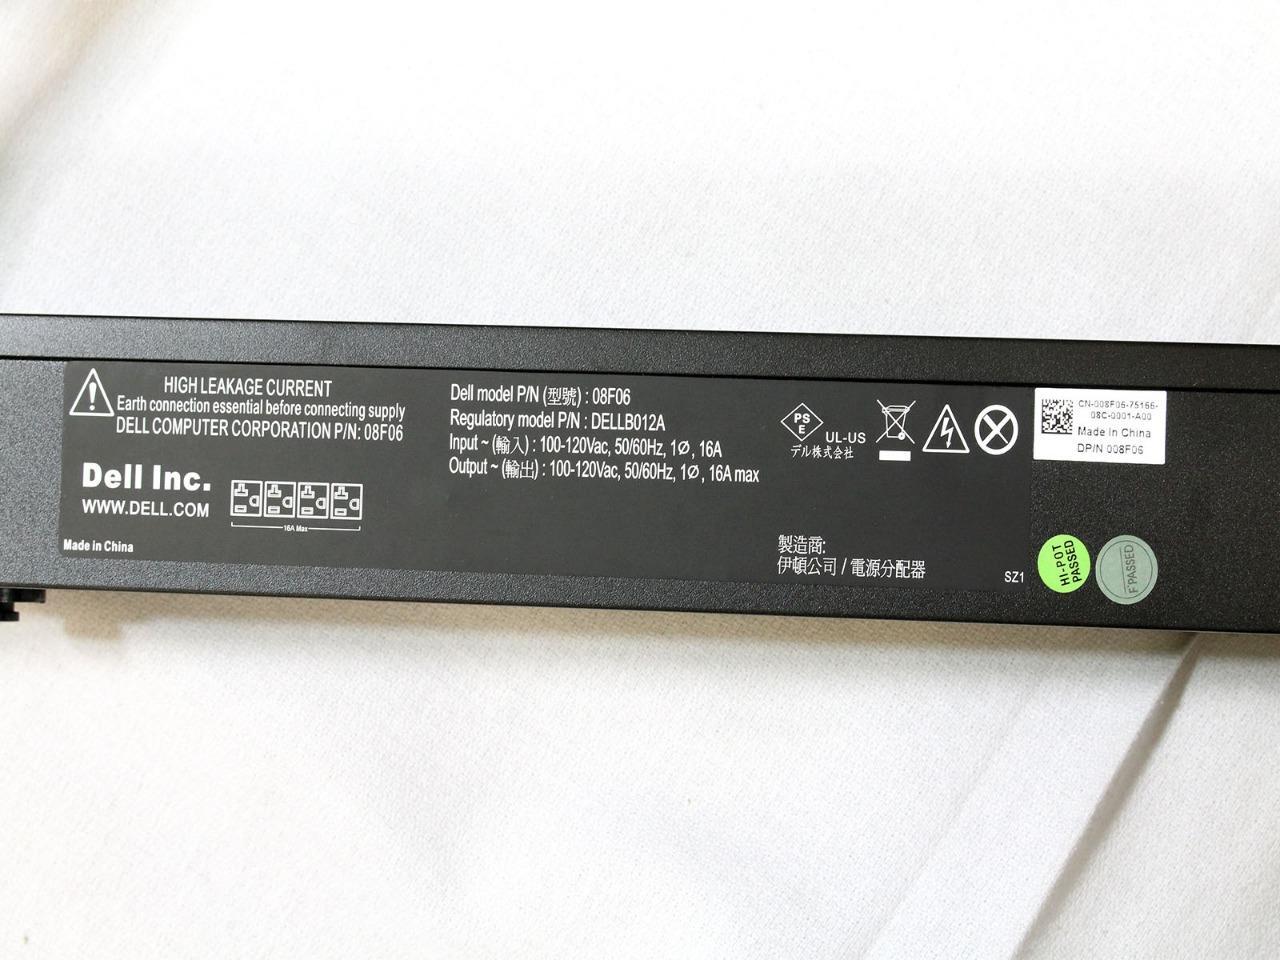 HIGH LEAKAGE CURRENT
Earth connection essential before connecting supply
DELL COMPUTER CORPORATION P/N: 08F06
Dell Inc.
WWW.DELL.COM
16A Max
Made in China
Dell model P/N (型號) : 08F06
Regulatory model P/N : DELLB012A
Input ~ (輸入) : 100-120Vac, 50/60Hz, 1Ø, 16A
Output ~ (輸出) : 100-120Vac, 50/60Hz, 1Ø, 16A max
PS
E
UL-US
デル株式会社
製造商:
伊頓公司 / 電源分配器
SZ1
CN-008F06-75166-
08C-0001-A00
Made In China
DP/N 008F06
HI-POT
PASSED
F PASSED